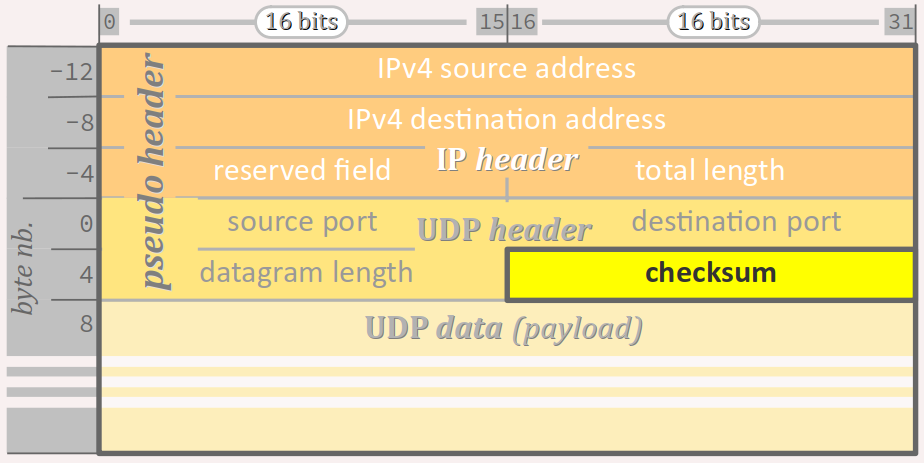 0 16 bits 15 16 16 bits 31
−12 IPv4 source address
−8 IPv4 destination address
IP header
−4 reserved field total length
pseudo header
0 source port UDP header destination port
byte nb.
4 datagram length checksum
8 UDP data (payload)